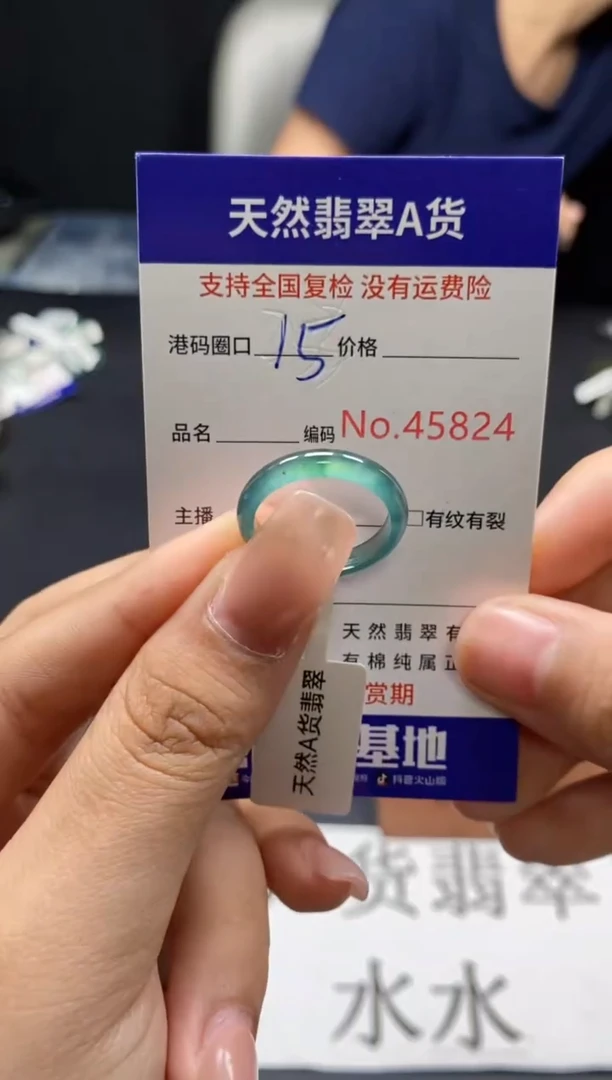 天然翡翠A货
支持全国复检 没有运费险
港码圈口 15 价格
品名 编码 No.45824
主播 □有纹有裂
天然翡翠有
有棉纯属正
赏期
天然A货翡翠
基地
抖音火山版
货翡翠
水水